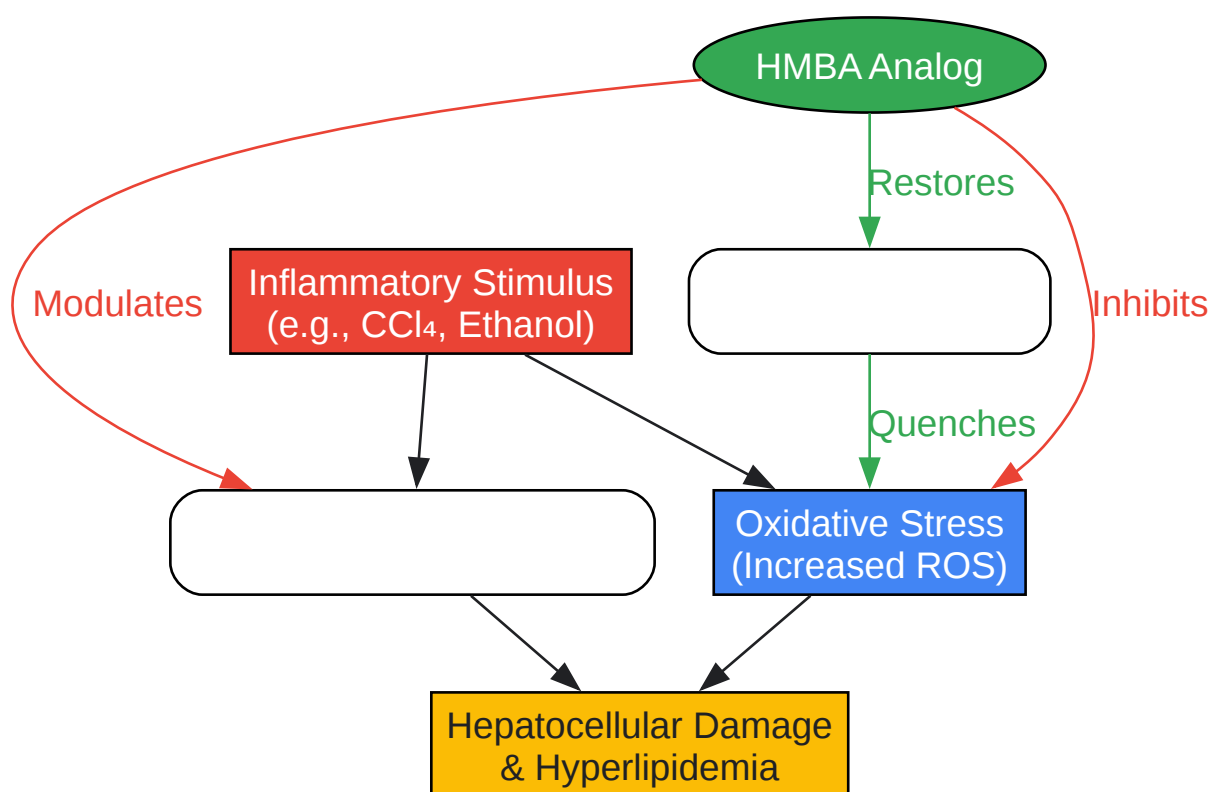 HMBA Analog
Restores
Inflammatory Stimulus
(e.g., CCl₄, Ethanol)
Modulates
Inhibits
Quenches
Oxidative Stress
(Increased ROS)
Hepatocellular Damage
& Hyperlipidemia